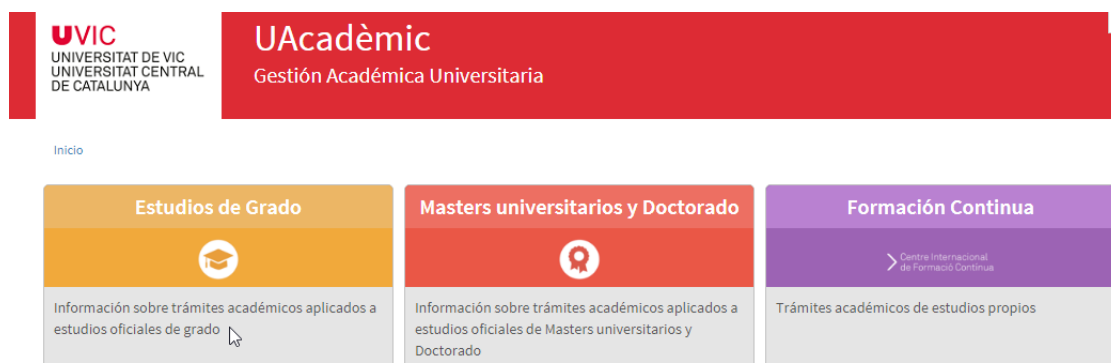 UVIC
UNIVERSITAT DE VIC
UNIVERSITAT CENTRAL
DE CATALUNYA
UAcadèmic
Gestión Académica Universitaria
Inicio
Estudios de Grado
Información sobre trámites académicos aplicados a
estudios oficiales de grado
Masters universitarios y Doctorado
Información sobre trámites académicos aplicados a
estudios oficiales de Masters universitarios y
Doctorado
Formación Continua
Centre Internacional
de Formació Contínua
Trámites académicos de estudios propios